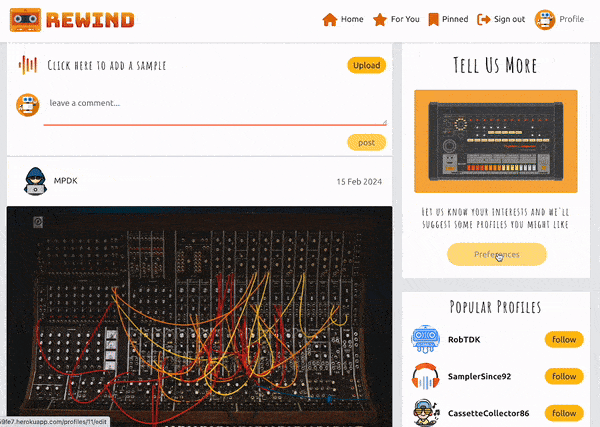 REWIND
Home
For You
Pinned
Sign out
Profile
Click here to add a sample
Upload
leave a comment...
post
MPDK
15 Feb 2024
Tell Us More
Let us know your interests and we'll
suggest some profiles you might like
Preferences
Popular Profiles
RobTDK
follow
SamplerSince92
follow
CassetteCollector86
follow
9fe7.herokuapp.com/profiles/11/edit